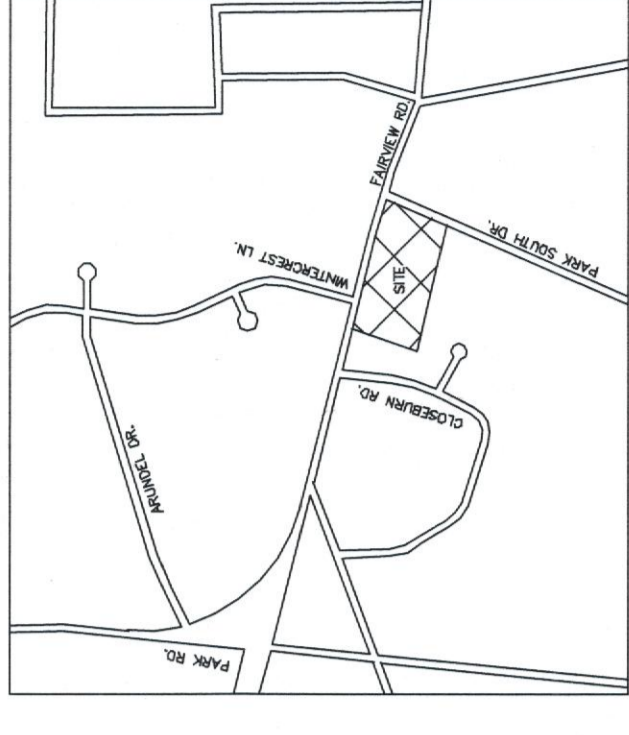 FAIRVIEW RD.
PARK SOUTH DR.
WINTERCREST LN.
SITE
CLOSEBURN RD.
ARUNDEL DR.
PARK RD.